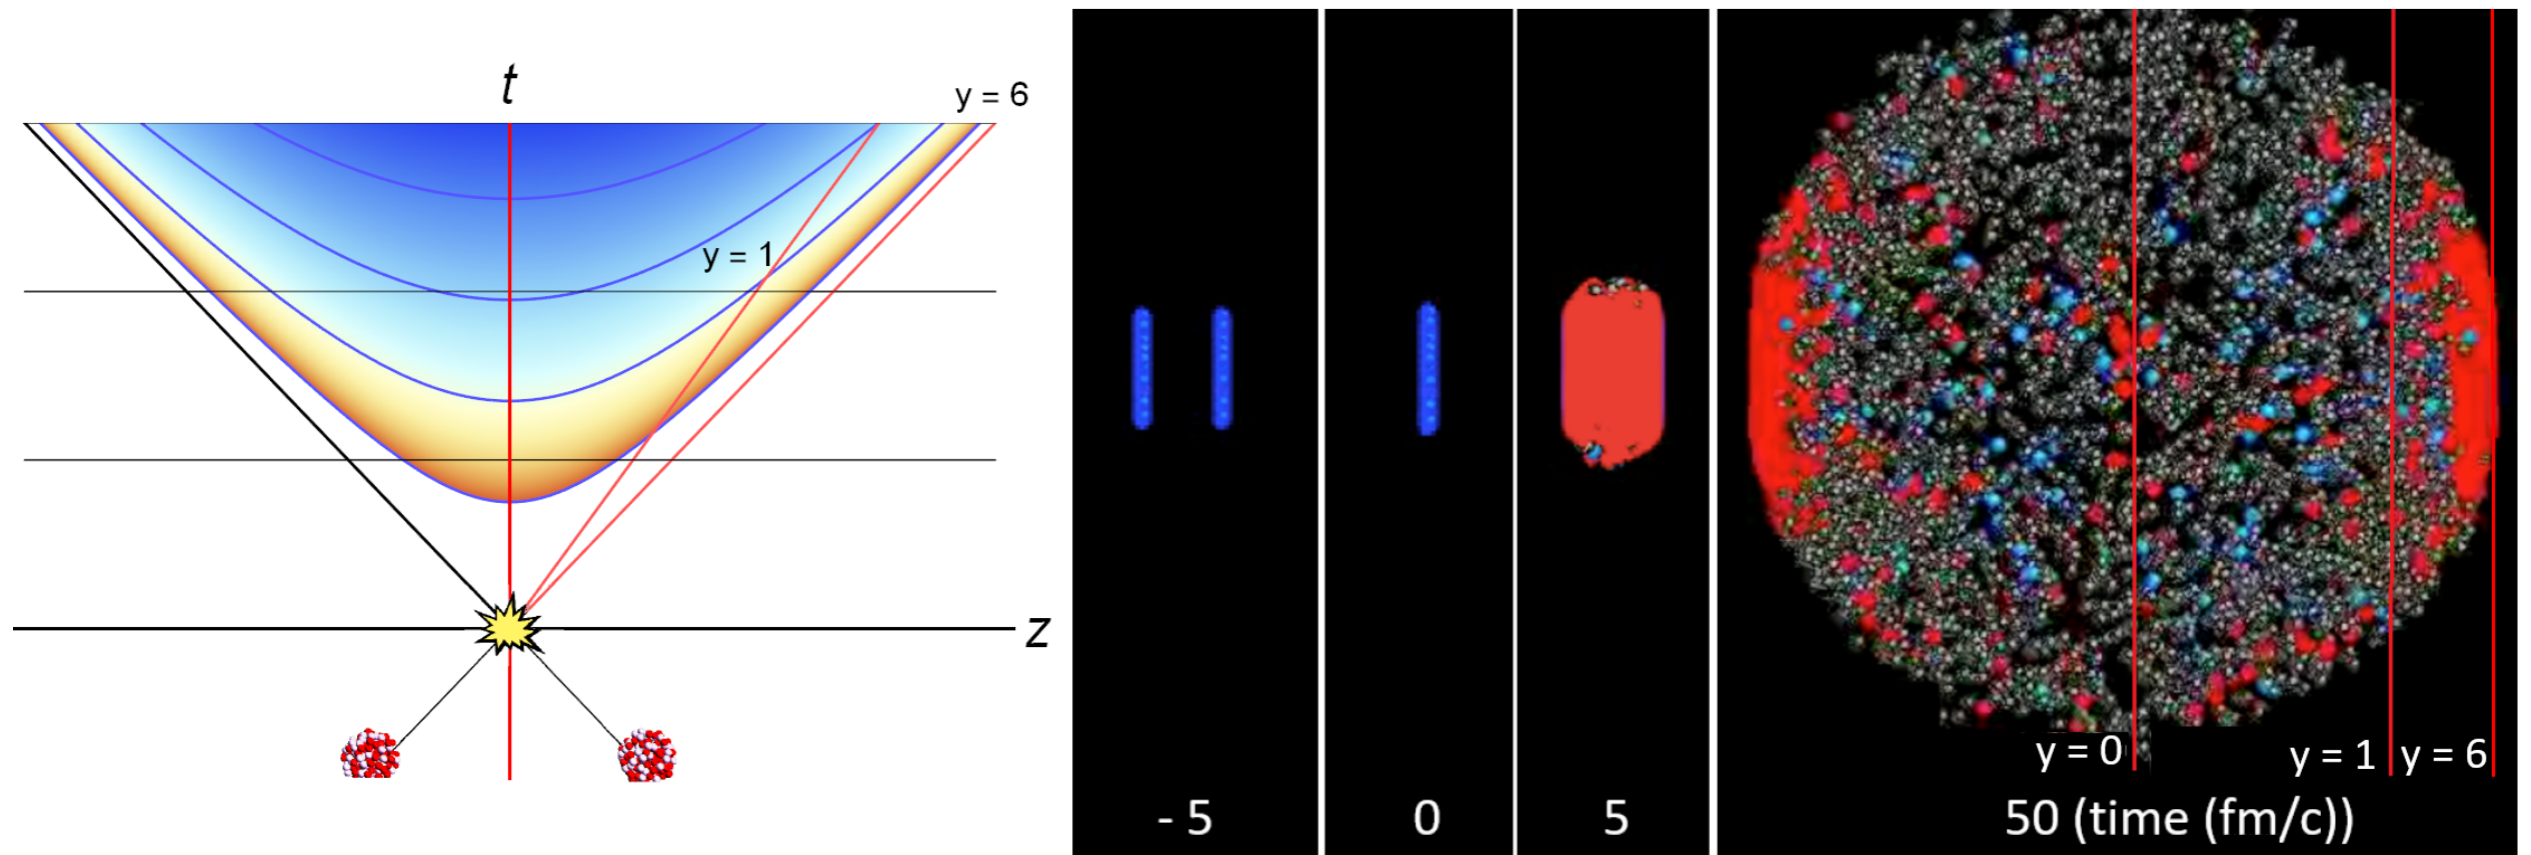 t
y = 6
y = 1
z
y = 0
y = 1
y = 6
- 5
0
5
50 (time (fm/c))